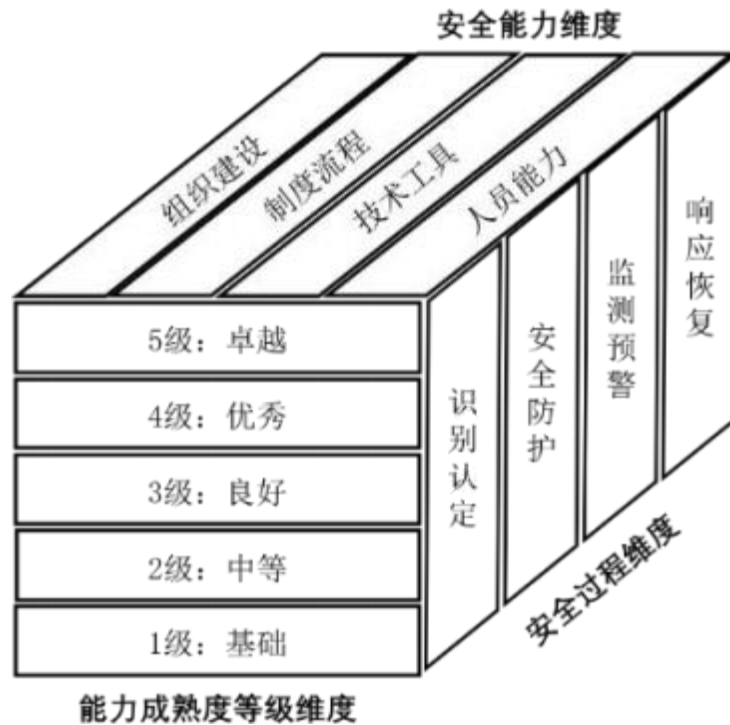 安全能力维度
组织建设
制度流程
技术工具
人员能力
5级：卓越
4级：优秀
3级：良好
2级：中等
1级：基础
识别认定
安全防护
监测预警
响应恢复
安全过程维度
能力成熟度等级维度